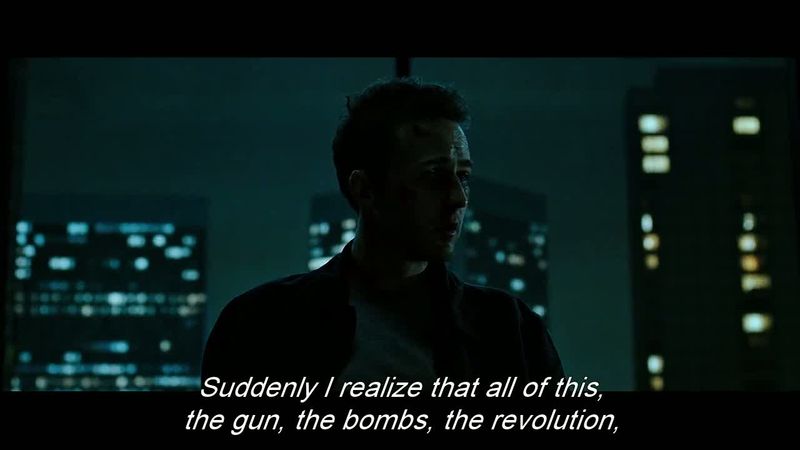 Suddenly I realize that all of this,
the gun, the bombs, the revolution,